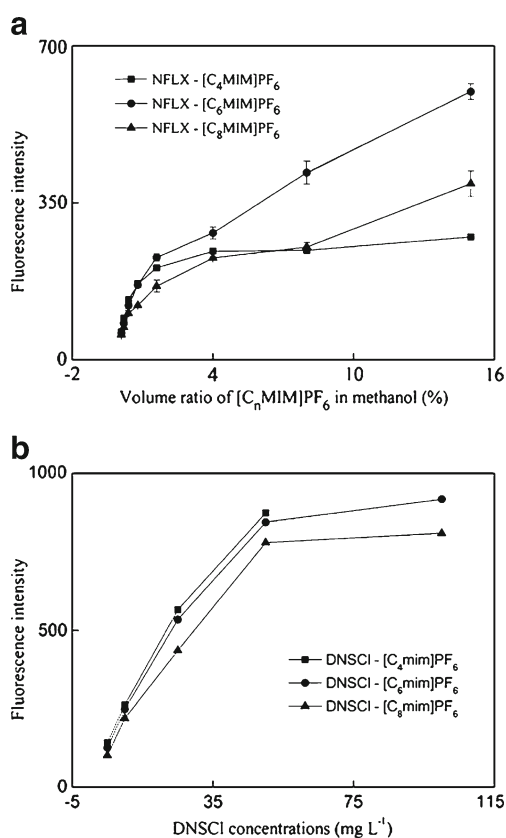 a
700
NFLX - [C₄MIM]PF₆
NFLX - [C₆MIM]PF₆
NFLX - [C₈MIM]PF₆
350
0
Fluorescence intensity
-2
4
10
16
Volume ratio of [CₙMIM]PF₆ in methanol (%)
b
1000
500
0
Fluorescence intensity
DNSCl - [C₄mim]PF₆
DNSCl - [C₆mim]PF₆
DNSCl - [C₈mim]PF₆
-5
35
75
115
DNSCl concentrations (mg L⁻¹)